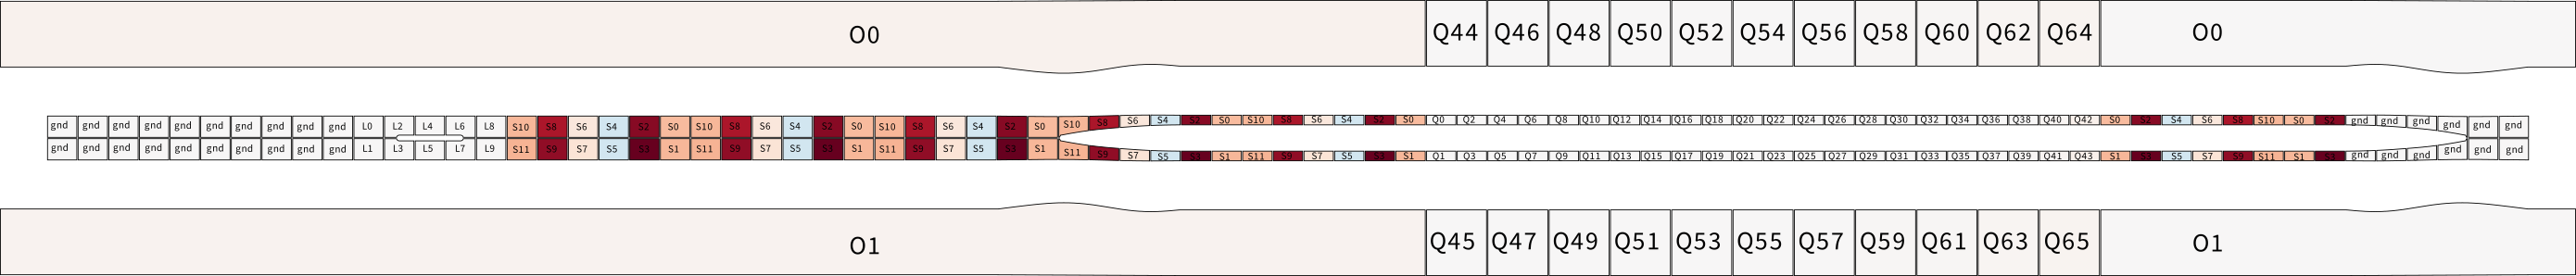 O0 Q44 Q46 Q48 Q50 Q52 Q54 Q56 Q58 Q60 Q62 Q64 O0
gnd gnd gnd gnd gnd gnd gnd gnd gnd gnd L0 L2 L4 L6 L8 S10 S8 S6 S4 S2 S0 S10 S8 S6 S4 S2 S0 S10 S8 S6 S4 S2 S0 S10 S8 S6 S4 S2 S0 S10 S8 S6 S4 S2 S0 Q0 Q2 Q4 Q6 Q8 Q10 Q12 Q14 Q16 Q18 Q20 Q22 Q24 Q26 Q28 Q30 Q32 Q34 Q36 Q38 Q40 Q42 S0 S2 S4 S6 S8 S10 S0 S2 gnd gnd gnd gnd gnd gnd
gnd gnd gnd gnd gnd gnd gnd gnd gnd gnd L1 L3 L5 L7 L9 S11 S9 S7 S5 S3 S1 S11 S9 S7 S5 S3 S1 S11 S9 S7 S5 S3 S1 S11 S9 S7 S5 S3 S1 S11 S9 S7 S5 S3 S1 Q1 Q3 Q5 Q7 Q9 Q11 Q13 Q15 Q17 Q19 Q21 Q23 Q25 Q27 Q29 Q31 Q33 Q35 Q37 Q39 Q41 Q43 S1 S3 S5 S7 S9 S11 S1 S3 gnd gnd gnd gnd gnd gnd
O1 Q45 Q47 Q49 Q51 Q53 Q55 Q57 Q59 Q61 Q63 Q65 O1